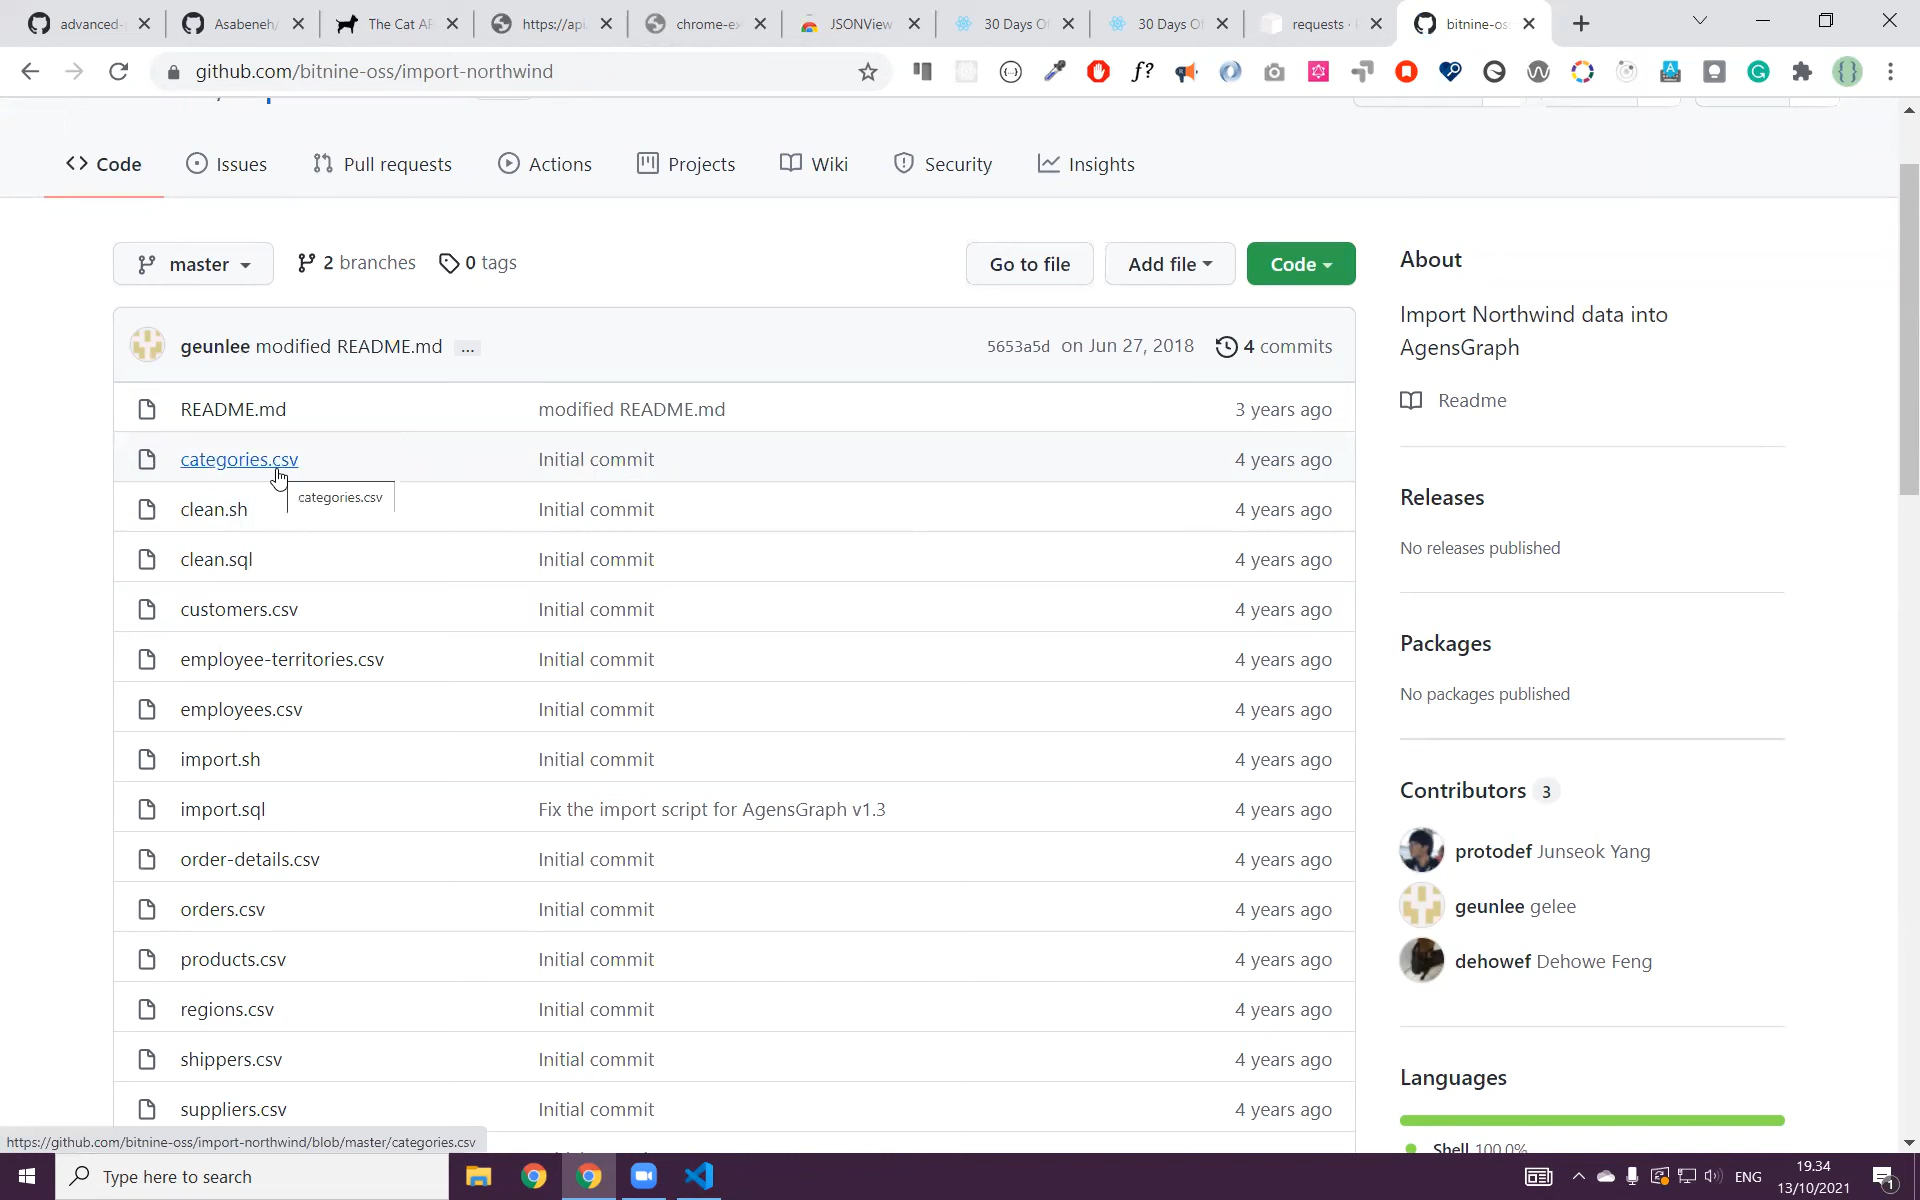 advanced-
Asabeneh/
The Cat AP
https://api.
chrome-ex
JSONView
30 Days Of
30 Days Of
requests ·
bitnine-os
github.com/bitnine-oss/import-northwind
Code
Issues
Pull requests
Actions
Projects
Wiki
Security
Insights
master
2 branches
0 tags
Go to file
Add file
Code
geunlee modified README.md ...
5653a5d on Jun 27, 2018
4 commits
README.md modified README.md 3 years ago
categories.csv Initial commit 4 years ago
categories.csv
clean.sh Initial commit 4 years ago
clean.sql Initial commit 4 years ago
customers.csv Initial commit 4 years ago
employee-territories.csv Initial commit 4 years ago
employees.csv Initial commit 4 years ago
import.sh Initial commit 4 years ago
import.sql Fix the import script for AgensGraph v1.3 4 years ago
order-details.csv Initial commit 4 years ago
orders.csv Initial commit 4 years ago
products.csv Initial commit 4 years ago
regions.csv Initial commit 4 years ago
shippers.csv Initial commit 4 years ago
suppliers.csv Initial commit 4 years ago
About
Import Northwind data into
AgensGraph
Readme
Releases
No releases published
Packages
No packages published
Contributors 3
protodef Junseok Yang
geunlee gelee
dehowef Dehowe Feng
Languages
Shell 100.0%
https://github.com/bitnine-oss/import-northwind/blob/master/categories.csv
Type here to search
ENG
19.34
13/10/2021
1